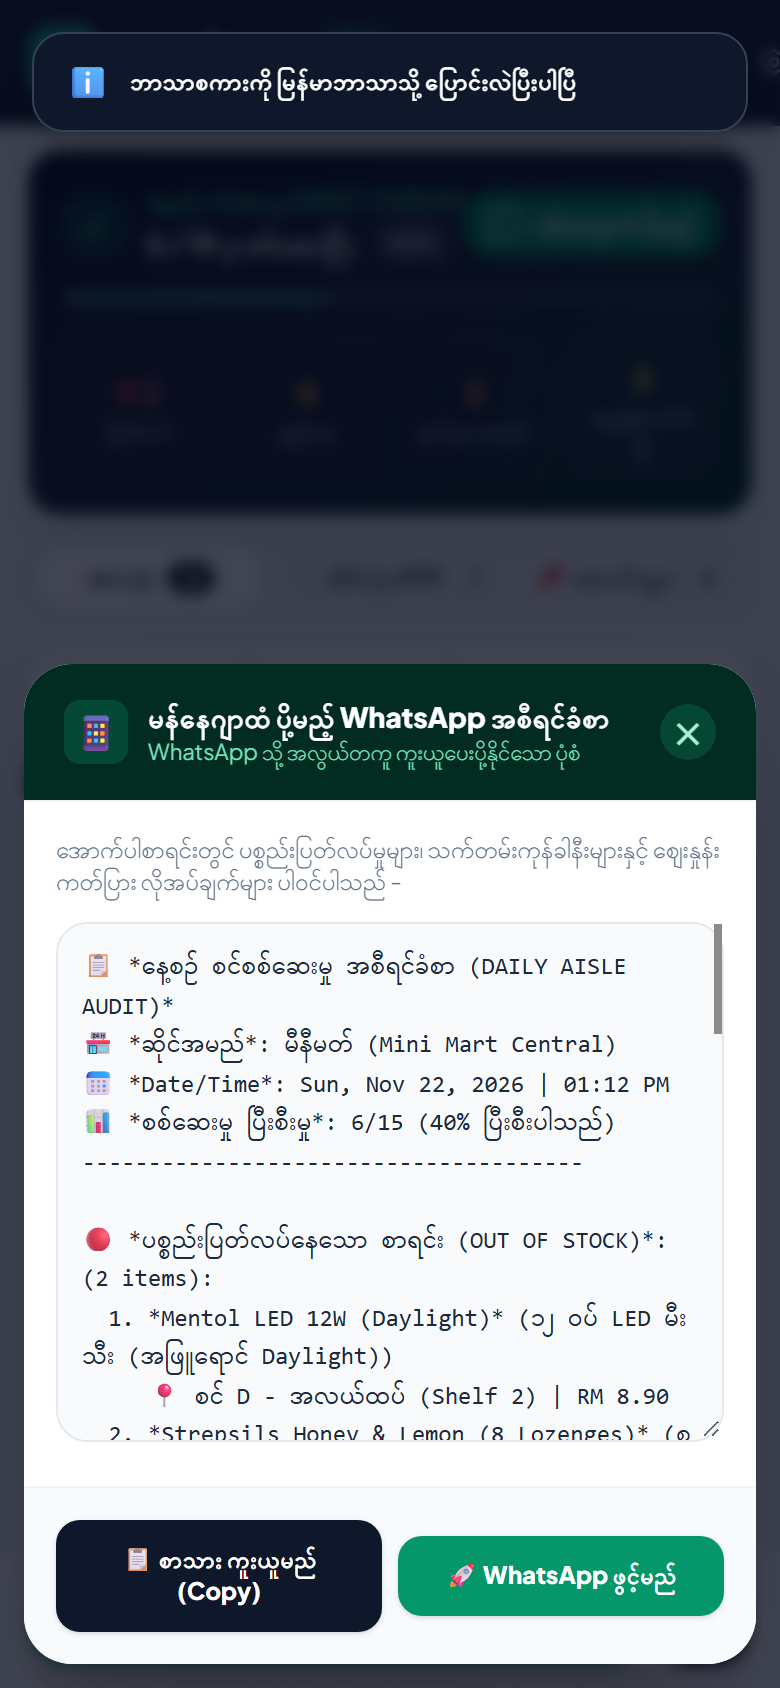 ဘာသာစကားကို မြန်မာဘာသာသို့ ပြောင်းလဲပြီးပါပြီ
မန်နေဂျာထံ ပို့မည့် WhatsApp အစီရင်ခံစာ
WhatsApp သို့ အလွယ်တကူ ကူးယူပေးပို့နိုင်သော ပုံစံ
အောက်ပါစာရင်းတွင် ပစ္စည်းပြတ်လပ်မှုများ၊ သက်တမ်းကုန်ခါနီးများနှင့် ဈေးနှုန်း
ကတ်ပြား လိုအပ်ချက်များ ပါဝင်ပါသည် -
📋 *နေ့စဉ် စင်စစ်ဆေးမှု အစီရင်ခံစာ (DAILY AISLE
AUDIT)*
🏪 *ဆိုင်အမည်*: မီနီမတ် (Mini Mart Central)
🗓️ *Date/Time*: Sun, Nov 22, 2026 | 01:12 PM
📊 *စစ်ဆေးမှု ပြီးစီးမှု*: 6/15 (40% ပြီးစီးပါသည်)
--------------------------------------
🔴 *ပစ္စည်းပြတ်လပ်နေသော စာရင်း (OUT OF STOCK)*:
(2 items):
1. *Mentol LED 12W (Daylight)* (၁၂ ဝပ် LED မီး
သီး (အဖြူရောင် Daylight))
📍 စင် D - အလယ်ထပ် (Shelf 2) | RM 8.90
2. *Strepsils Honey & Lemon (8 Lozenges)* (စ
📋 စာသား ကူးယူမည်
(Copy)
🚀 WhatsApp ဖွင့်မည်